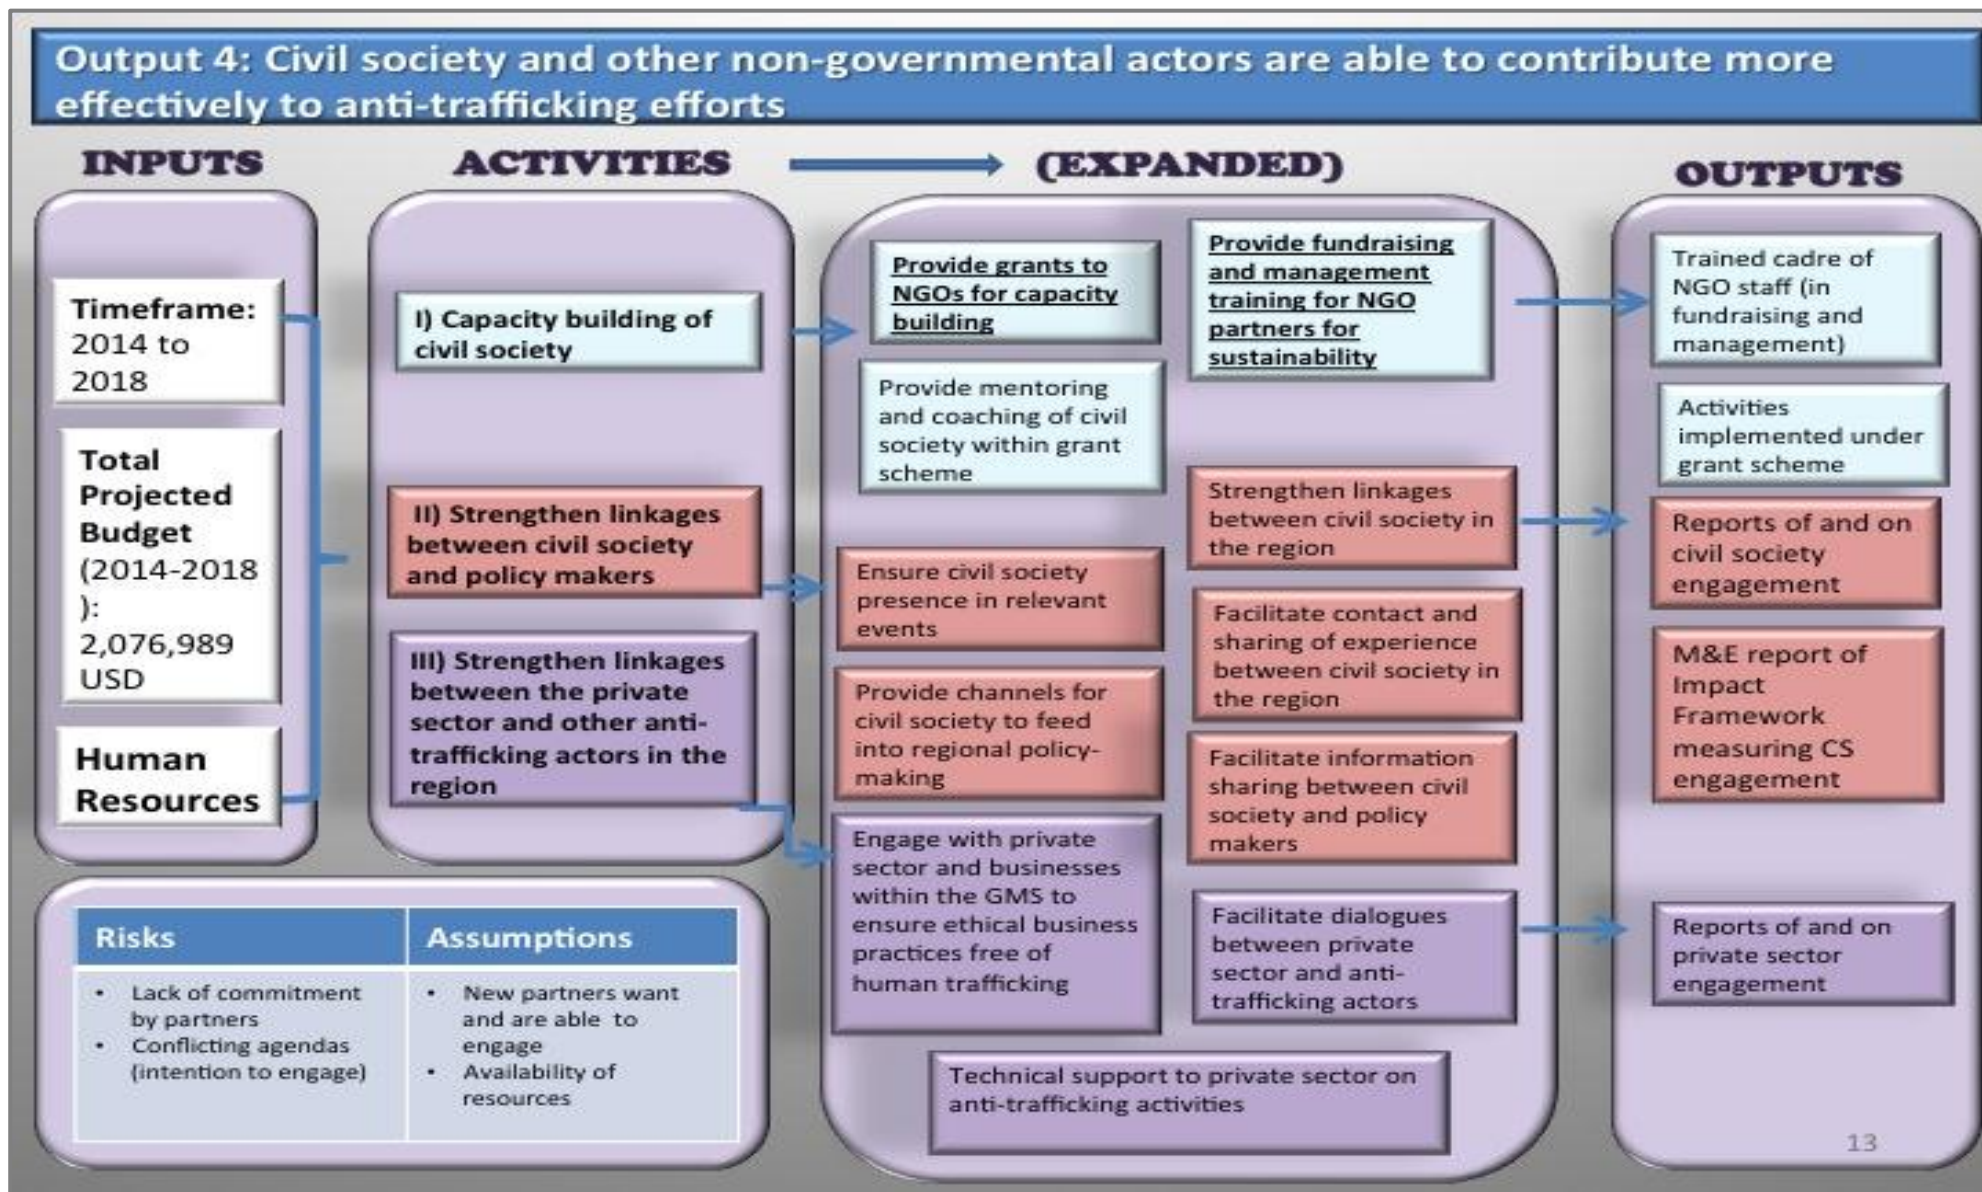 Output 4: Civil society and other non-governmental actors are able to contribute more
effectively to anti-trafficking efforts
INPUTS
ACTIVITIES
(EXPANDED)
OUTPUTS
Timeframe:
2014 to
2018
Total
Projected
Budget
(2014-2018
):
2,076,989
USD
Human
Resources
I) Capacity building of
civil society
II) Strengthen linkages
between civil society
and policy makers
III) Strengthen linkages
between the private
sector and other anti-
trafficking actors in the
region
Provide grants to
NGOs for capacity
building
Provide mentoring
and coaching of civil
society within grant
scheme
Ensure civil society
presence in relevant
events
Provide channels for
civil society to feed
into regional policy-
making
Engage with private
sector and businesses
within the GMS to
ensure ethical business
practices free of
human trafficking
Provide fundraising
and management
training for NGO
partners for
sustainability
Strengthen linkages
between civil society in
the region
Facilitate contact and
sharing of experience
between civil society in
the region
Facilitate information
sharing between civil
society and policy
makers
Facilitate dialogues
between private
sector and anti-
trafficking actors
Technical support to private sector on
anti-trafficking activities
Trained cadre of
NGO staff (in
fundraising and
management)
Activities
implemented under
grant scheme
Reports of and on
civil society
engagement
M&E report of
Impact
Framework
measuring CS
engagement
Reports of and on
private sector
engagement
Risks
• Lack of commitment
by partners
• Conflicting agendas
(intention to engage)
Assumptions
• New partners want
and are able to
engage
• Availability of
resources
13